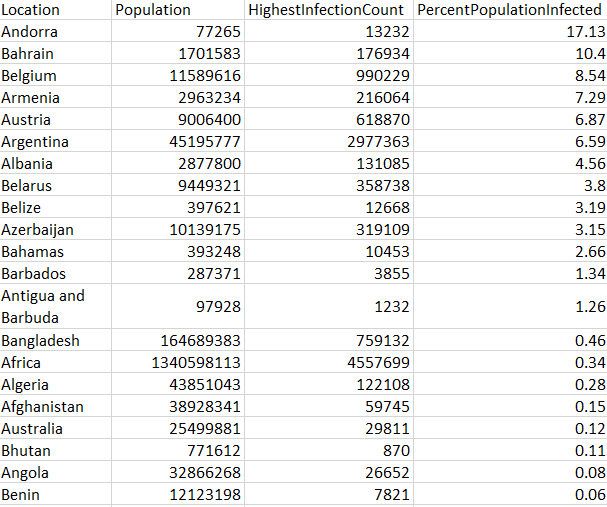 Location Population HighestInfectionCount PercentPopulationInfected
Andorra 77265 13232 17.13
Bahrain 1701583 176934 10.4
Belgium 11589616 990229 8.54
Armenia 2963234 216064 7.29
Austria 9006400 618870 6.87
Argentina 45195777 2977363 6.59
Albania 2877800 131085 4.56
Belarus 9449321 358738 3.8
Belize 397621 12668 3.19
Azerbaijan 10139175 319109 3.15
Bahamas 393248 10453 2.66
Barbados 287371 3855 1.34
Antigua and
Barbuda 97928 1232 1.26
Bangladesh 164689383 759132 0.46
Africa 1340598113 4557699 0.34
Algeria 43851043 122108 0.28
Afghanistan 38928341 59745 0.15
Australia 25499881 29811 0.12
Bhutan 771612 870 0.11
Angola 32866268 26652 0.08
Benin 12123198 7821 0.06